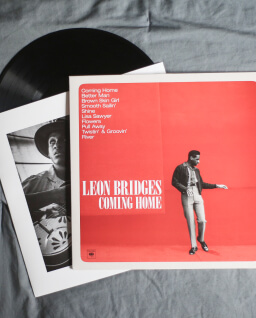 Coming Home
Better Man
Brown Skin Girl
Smooth Sailin'
Shine
Lisa Sawyer
Flowers
Pull Away
Twistin' & Groovin'
River
LEON BRIDGES
COMING HOME